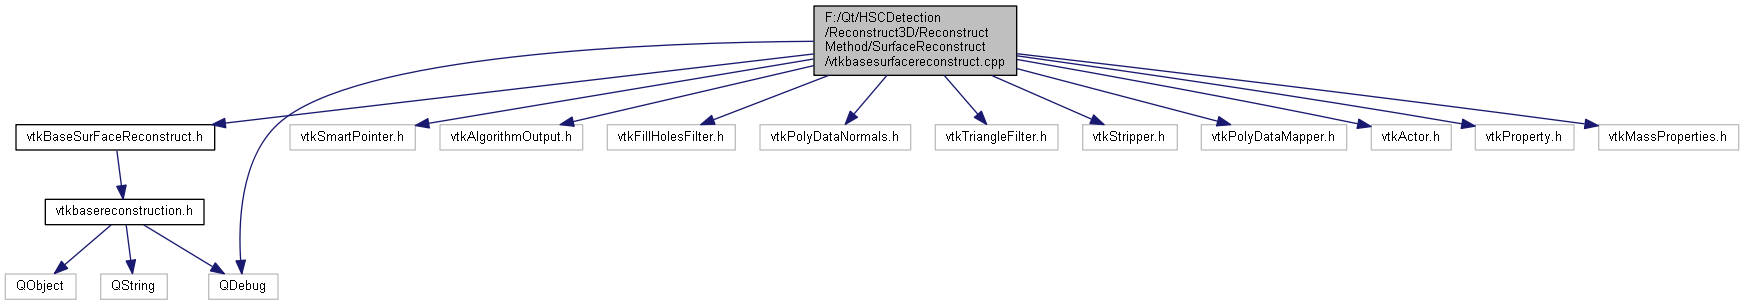 F:/Qt/HSCDetection
/Reconstruct3D/Reconstruct
Method/SurfaceReconstruct
/vtkbasesurfacereconstruct.cpp
vtkBaseSurFaceReconstruct.h
vtkSmartPointer.h
vtkAlgorithmOutput.h
vtkFillHolesFilter.h
vtkPolyDataNormals.h
vtkTriangleFilter.h
vtkStripper.h
vtkPolyDataMapper.h
vtkActor.h
vtkProperty.h
vtkMassProperties.h
vtkbasereconstruction.h
QObject
QString
QDebug